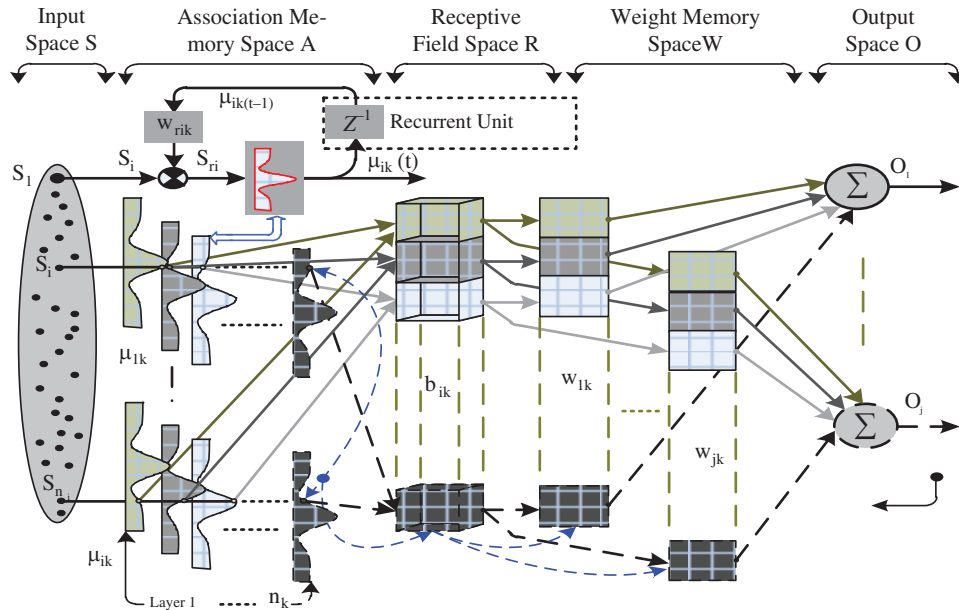 Input
Space S
Association Me-
mory Space A
Receptive
Field Space R
Weight Memory
SpaceW
Output
Space O
μik(t−1)
wrik
Z−1
Recurrent Unit
S1
Si
Sri
μik (t)
O1
Si
μ1k
bik
w1k
Oj
wjk
Sni
μik
Layer 1
nk
Σ
Σ